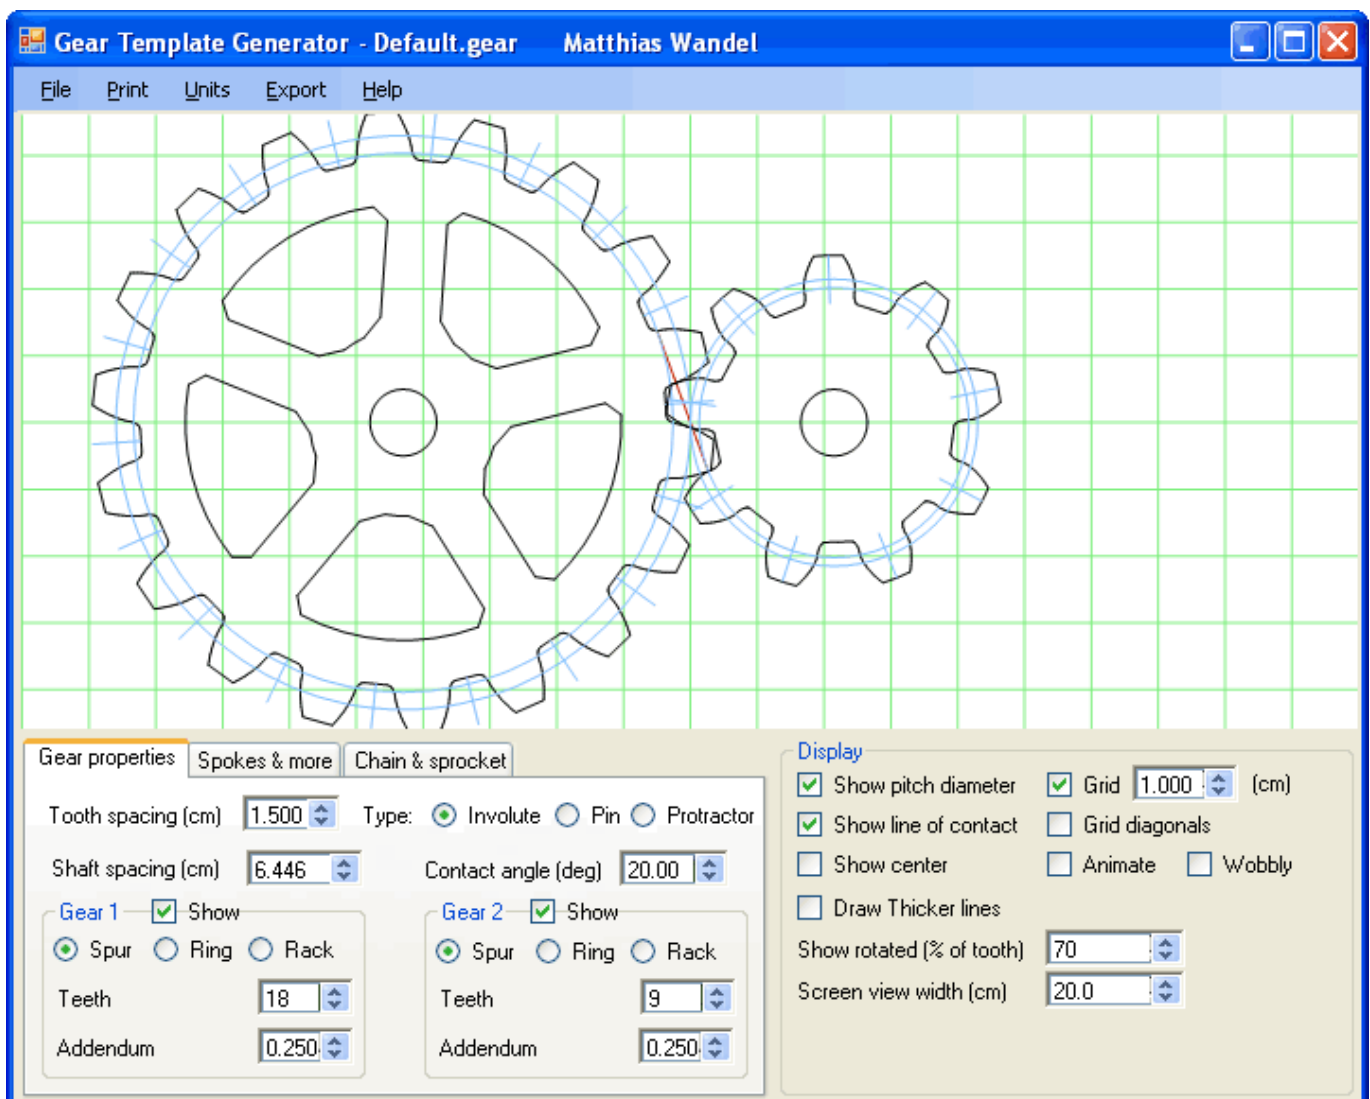 Gear Template Generator - Default.gear Matthias Wandel
File Print Units Export Help
Gear properties Spokes & more Chain & sprocket
Tooth spacing (cm) 1.500 Type: Involute Pin Protractor
Shaft spacing (cm) 6.446 Contact angle (deg) 20.00
Gear 1 Show
Spur Ring Rack
Teeth 18
Addendum 0.250
Gear 2 Show
Spur Ring Rack
Teeth 9
Addendum 0.250
Display
Show pitch diameter Grid 1.000 (cm)
Show line of contact Grid diagonals
Show center Animate Wobbly
Draw Thicker lines
Show rotated (% of tooth) 70
Screen view width (cm) 20.0